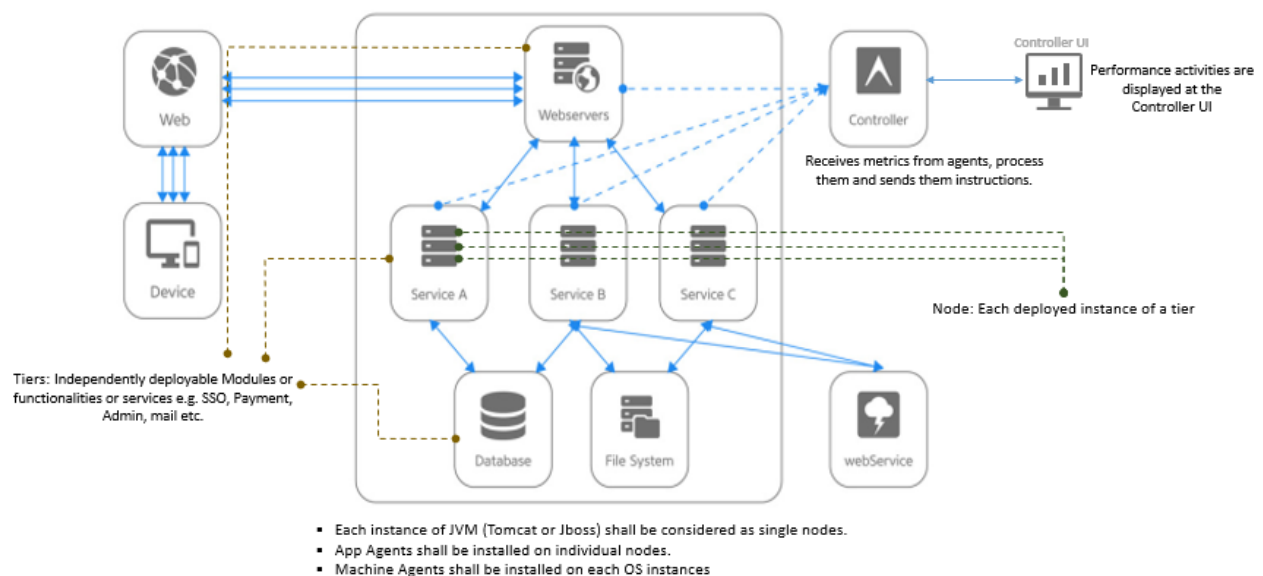 Controller UI
Web
Webservers
Controller
Performance activities are
displayed at the
Controller UI
Receives metrics from agents, process
them and sends them instructions.
Device
Service A
Service B
Service C
Node: Each deployed instance of a tier
Tiers: Independently deployable Modules or
functionalities or services e.g. SSO, Payment,
Admin, mail etc.
Database
File System
webService
▪ Each instance of JVM (Tomcat or Jboss) shall be considered as single nodes.
▪ App Agents shall be installed on individual nodes.
▪ Machine Agents shall be installed on each OS instances